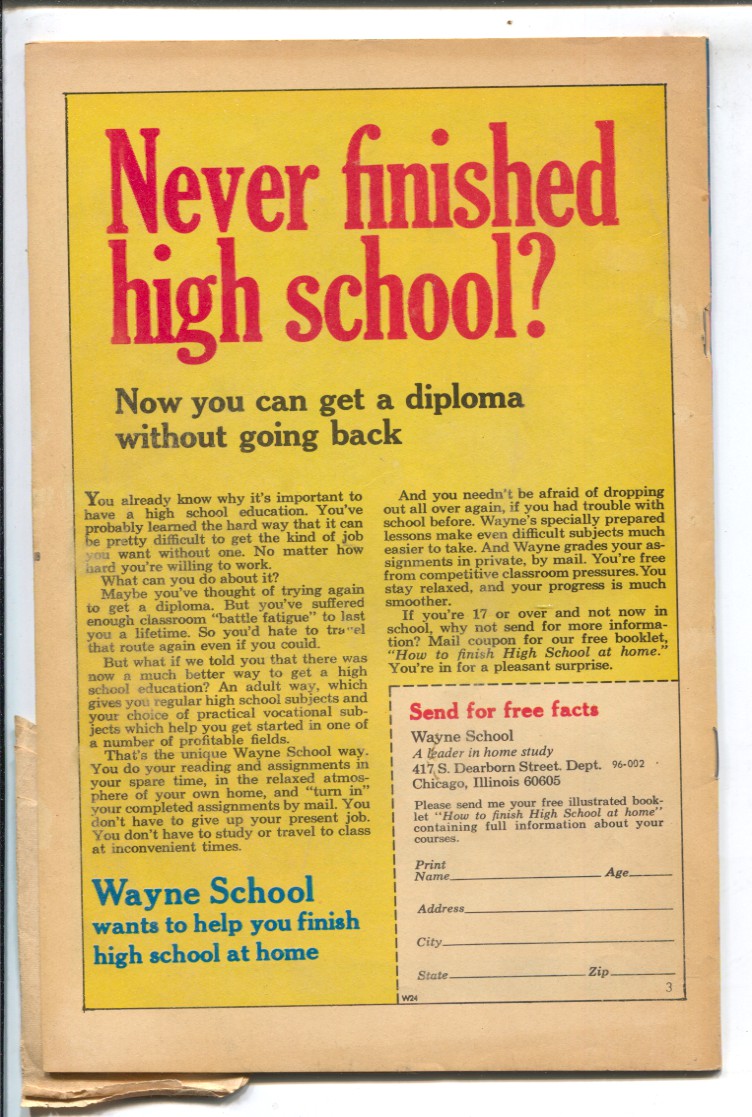 Never finished
high school?
Now you can get a diploma
without going back
You already know why it's important to
have a high school education. You've
probably learned the hard way that it can
be pretty difficult to get the kind of job
you want without one. No matter how
hard you're willing to work.
What can you do about it?
Maybe you've thought of trying again
to get a diploma. But you've suffered
enough classroom "battle fatigue" to last
you a lifetime. So you'd hate to travel
that route again even if you could.
But what if we told you that there was
now a much better way to get a high
school education? An adult way, which
gives you regular high school subjects and
your choice of practical vocational sub-
jects which help you get started in one of
a number of profitable fields.
That's the unique Wayne School way.
You do your reading and assignments in
your spare time, in the relaxed atmos-
phere of your own home, and "turn in"
your completed assignments by mail. You
don't have to give up your present job.
You don't have to study or travel to class
at inconvenient times.
Wayne School
wants to help you finish
high school at home
And you needn't be afraid of dropping
out all over again, if you had trouble with
school before. Wayne's specially prepared
lessons make even difficult subjects much
easier to take. And Wayne grades your as-
signments in private, by mail. You're free
from competitive classroom pressures. You
stay relaxed, and your progress is much
smoother.
If you're 17 or over and not now in
school, why not send for more informa-
tion? Mail coupon for our free booklet,
"How to finish High School at home."
You're in for a pleasant surprise.
Send for free facts
Wayne School
A leader in home study
417 S. Dearborn Street. Dept. 96-002
Chicago, Illinois 60605
Please send me your free illustrated book-
let "How to finish High School at home"
containing full information about your
courses.
Print
Name Age
Address
City
State Zip
3
W24